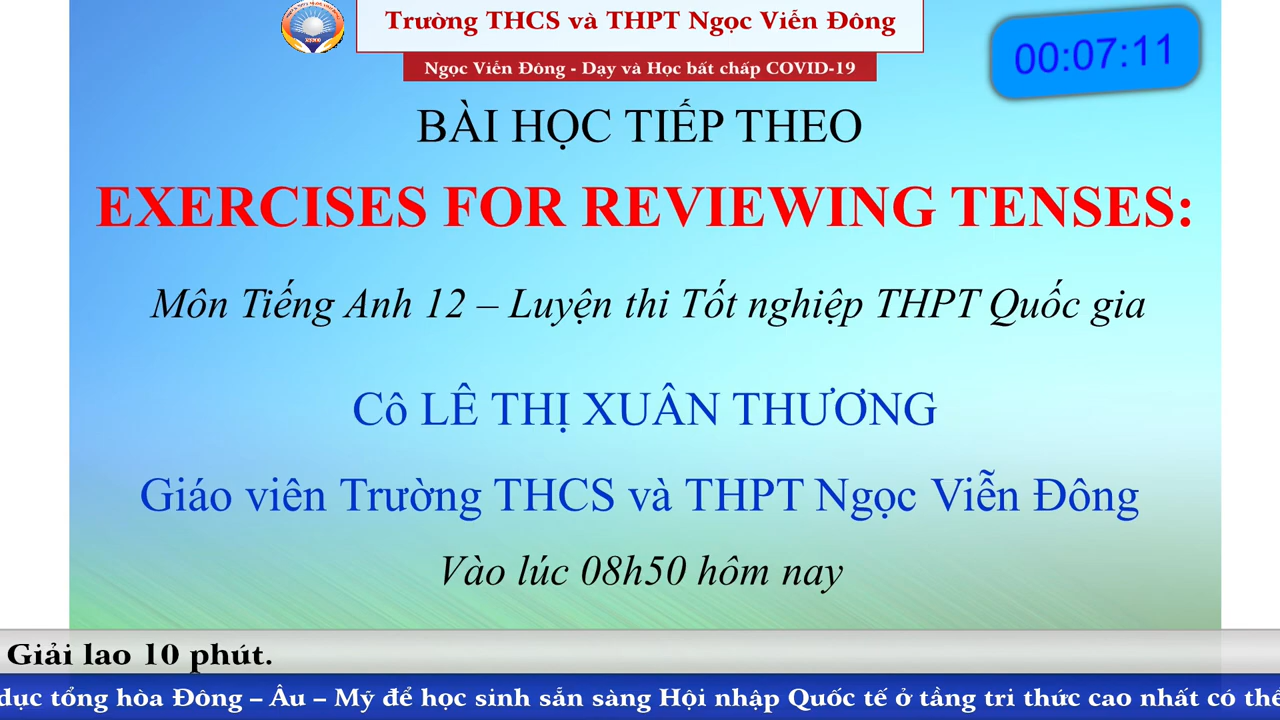 Trường THCS và THPT Ngọc Viễn Đông
Ngọc Viễn Đông - Dạy và Học bất chấp COVID-19
00:07:11
BÀI HỌC TIẾP THEO
EXERCISES FOR REVIEWING TENSES:
Môn Tiếng Anh 12 – Luyện thi Tốt nghiệp THPT Quốc gia
Cô LÊ THỊ XUÂN THƯƠNG
Giáo viên Trường THCS và THPT Ngọc Viễn Đông
Vào lúc 08h50 hôm nay
Giải lao 10 phút.
dục tổng hòa Đông – Âu – Mỹ để học sinh sẵn sàng Hội nhập Quốc tế ở tầng tri thức cao nhất có thể